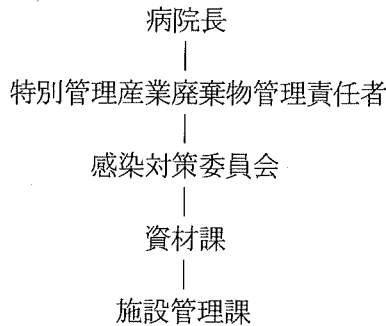 病院長
特別管理産業廃棄物管理責任者
感染対策委員会
資材課
施設管理課